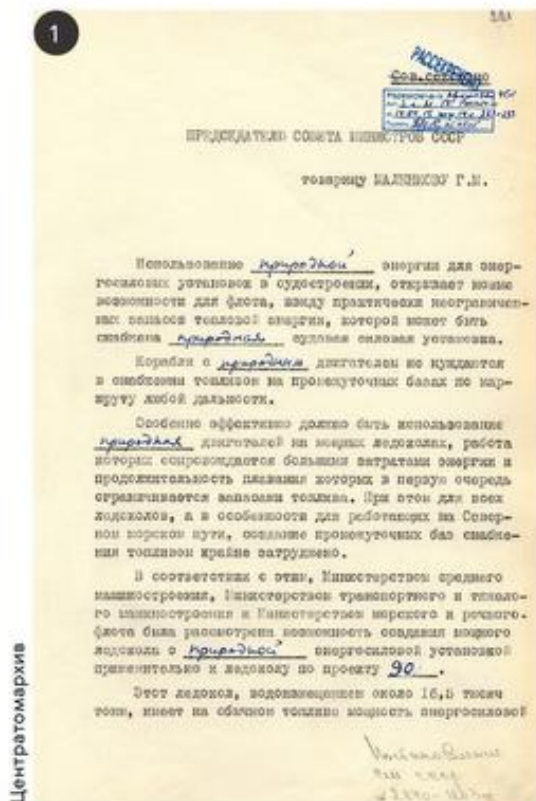 1
РАССЕКРЕЧЕНО
Сов.секретно
ПРЕДСЕДАТЕЛЮ СОВЕТА МИНИСТРОВ СССР
товарищу МАЛЕНКОВУ Г.М.
Использование природной энергии для энер-
госиловых установок в судостроении, открывает новые
возможности для флота, ввиду практически неограничен-
ных запасов тепловой энергии, которой может быть
снабжена природная судовая силовая установка.
Корабли с природным двигателем не нуждаются
в снабжении топливом на промежуточных базах по мар-
шруту любой дальности.
Особенно эффективно должно быть использование
природная двигателей на мощных ледоколах, работа
которых сопровождается большими затратами энергии и
продолжительность плавания которых в первую очередь
ограничивается запасами топлива. При этом для всех
ледоколов, а в особенности для работающих на Север-
ном морском пути, создание промежуточных баз снабже-
ния топливом крайне затруднено.
В соответствии с этим, Министерством среднего
машиностроения, Министерством транспортного и тяжело-
го машиностроения и Министерством морского и речного
флота была рассмотрена возможность создания мощного
ледокола с природной энергосиловой установкой
применительно к ледоколу по проекту 90.
Этот ледокол, водоизмещением около 16,5 тысяч
тонн, имеет на обычном топливе мощность энергосиловой
Центратомархив